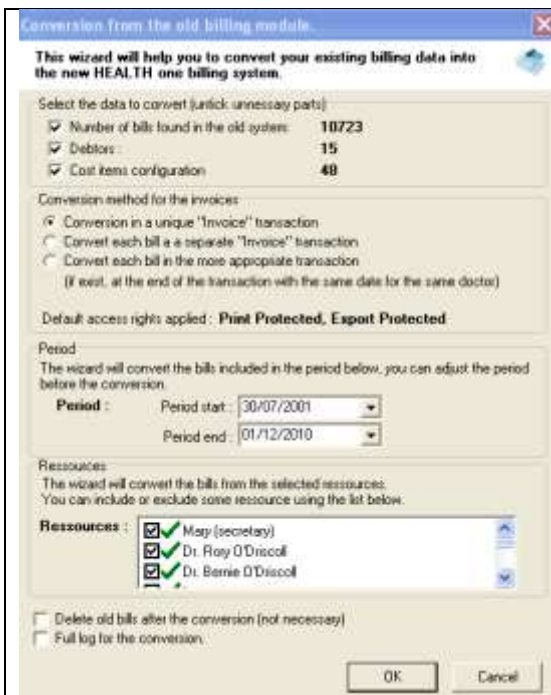 Conversion from the old billing module.
This wizard will help you to convert your existing billing data into
the new HEALTH one billing system.
Select the data to convert (untick unnessary parts)
Number of bills found in the old system: 10723
Debtors : 15
Cost items configuration 48
Conversion method for the invoices
Conversion in a unique "Invoice" transaction
Convert each bill a a separate "Invoice" transaction
Convert each bill in the more appropriate transaction
(if exist, at the end of the transaction with the same date for the same doctor)
Default access rights applied : Print Protected, Export Protected
Period
The wizard will convert the bills included in the period below, you can adjust the period
before the conversion.
Period : Period start : 30/07/2001
Period end : 01/12/2010
Ressources
The wizard will convert the bills from the selected ressources.
You can include or exclude some ressource using the list below.
Ressources : Mary (secretary)
Dr. Rory O'Driscoll
Dr. Bernie O'Driscoll
Delete old bills after the conversion (not necessary)
Full log for the conversion.
OK Cancel